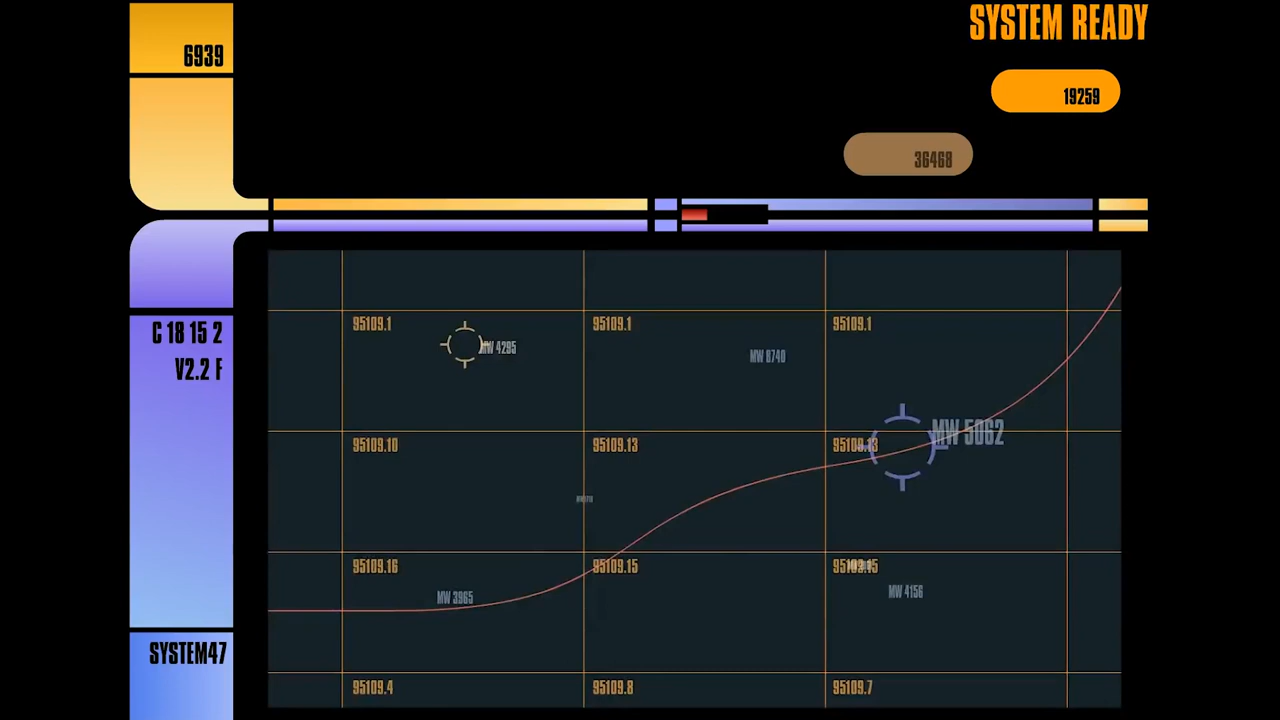 SYSTEM READY
6939
19259
36468
C 18 15 2
V2.2 F
SYSTEM47
95109.1
95109.1
95109.1
MW 4295
MW 8740
MW 5062
95109.10
95109.13
95109.13
95109.16
95109.15
95109.15
MW 3965
MW 4156
95109.4
95109.8
95109.7